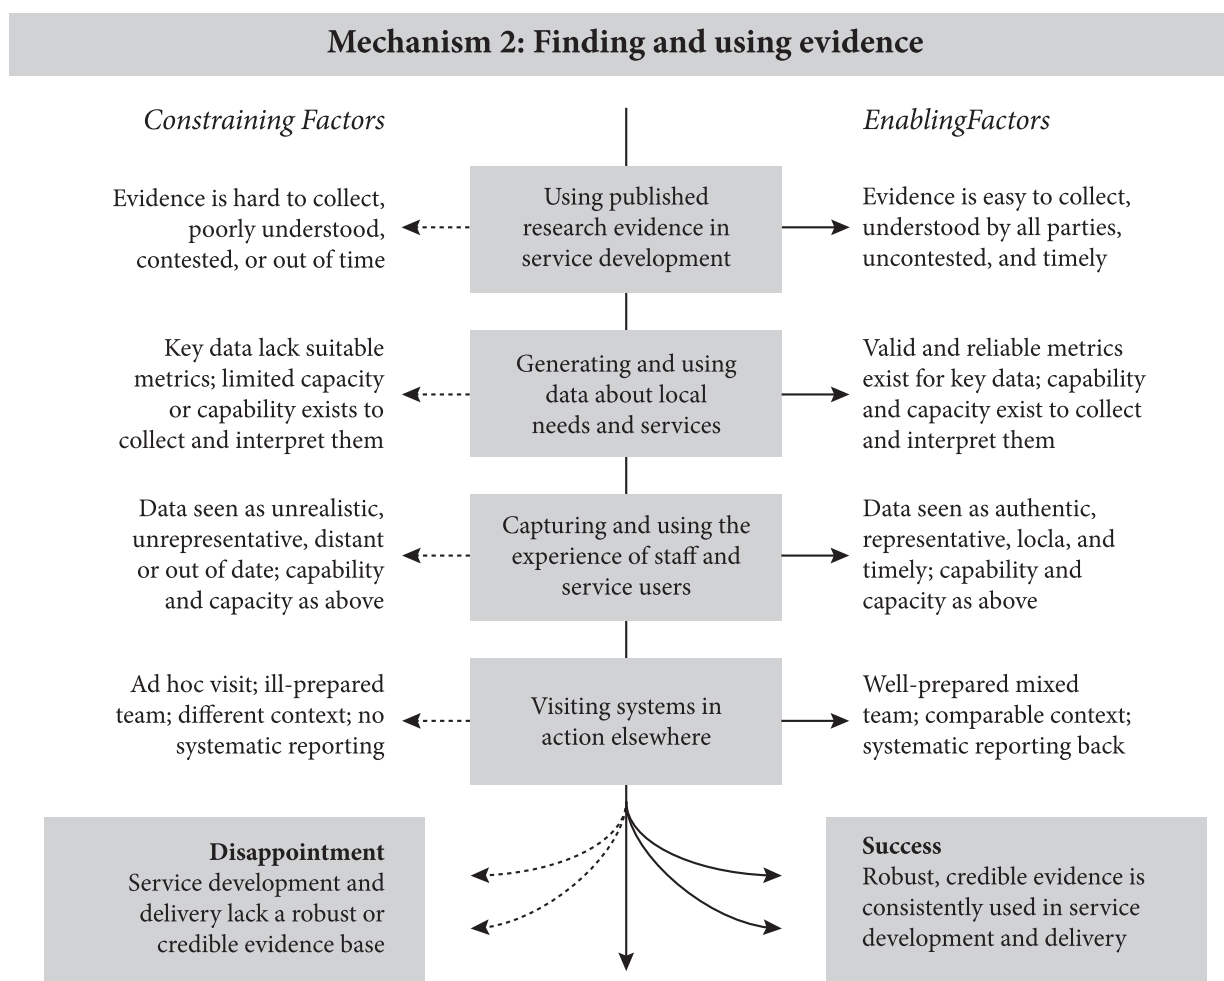 Mechanism 2: Finding and using evidence
Constraining Factors
EnablingFactors
Evidence is hard to collect,
poorly understood,
contested, or out of time
Using published
research evidence in
service development
Evidence is easy to collect,
understood by all parties,
uncontested, and timely
Key data lack suitable
metrics; limited capacity
or capability exists to
collect and interpret them
Generating and using
data about local
needs and services
Valid and reliable metrics
exist for key data; capability
and capacity exist to collect
and interpret them
Data seen as unrealistic,
unrepresentative, distant
or out of date; capability
and capacity as above
Capturing and using the
experience of staff and
service users
Data seen as authentic,
representative, locla, and
timely; capability and
capacity as above
Ad hoc visit; ill-prepared
team; different context; no
systematic reporting
Visiting systems in
action elsewhere
Well-prepared mixed
team; comparable context;
systematic reporting back
Disappointment
Service development and
delivery lack a robust or
credible evidence base
Success
Robust, credible evidence is
consistently used in service
development and delivery